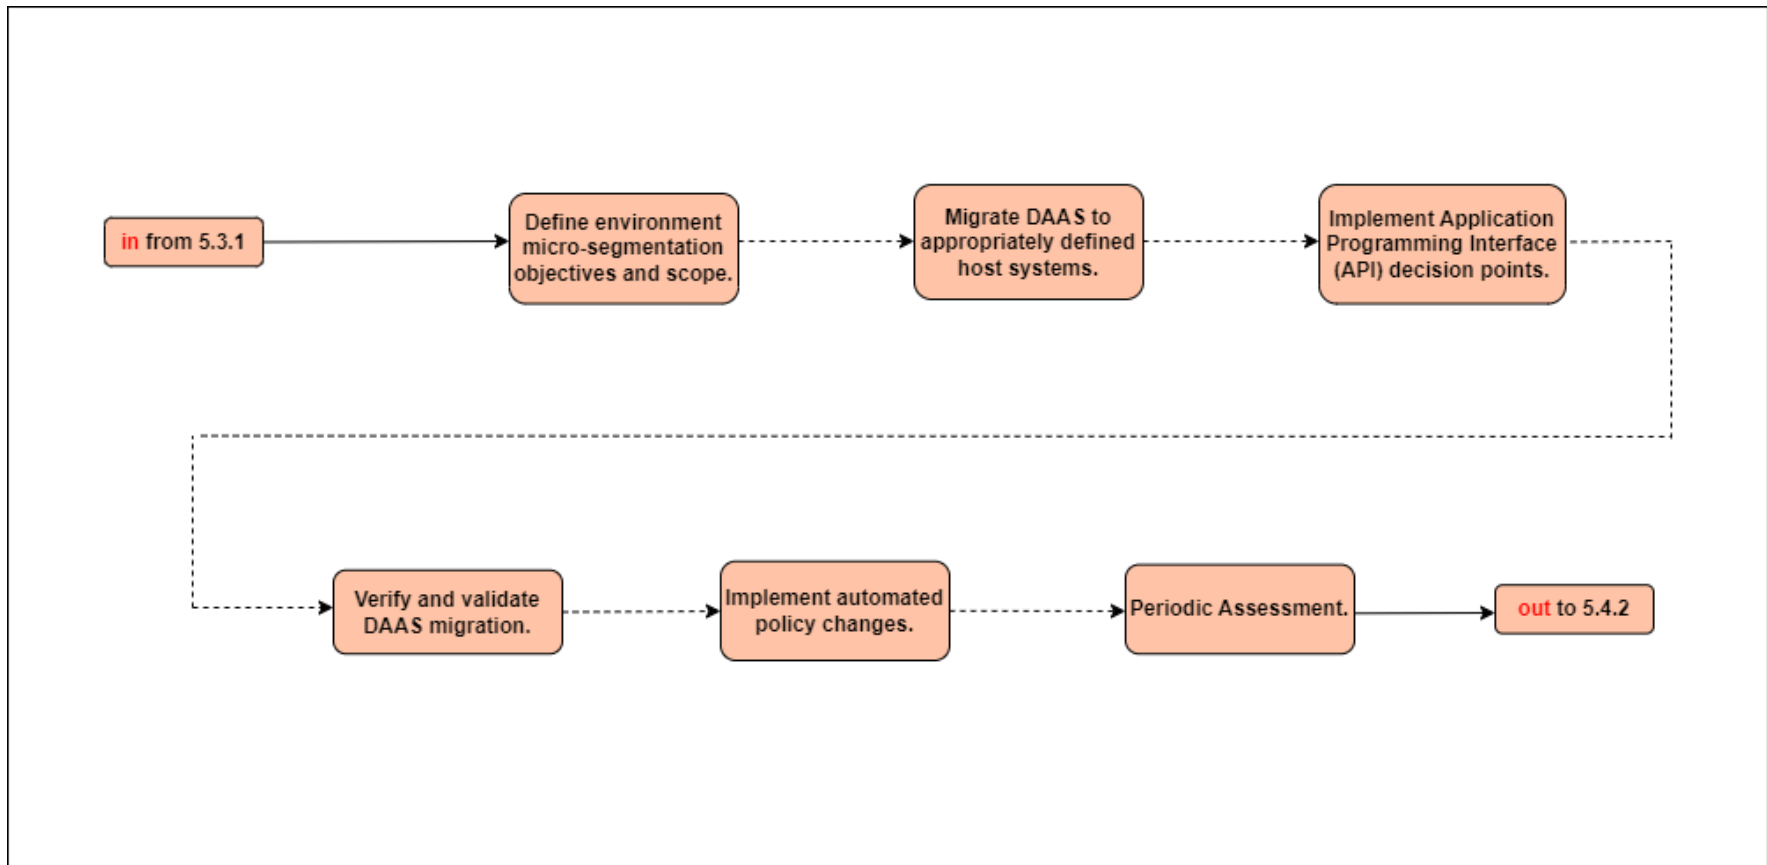 in from 5.3.1
Define environment
micro-segmentation
objectives and scope.
Migrate DAAS to
appropriately defined
host systems.
Implement Application
Programming Interface
(API) decision points.
Verify and validate
DAAS migration.
Implement automated
policy changes.
Periodic Assessment.
out to 5.4.2